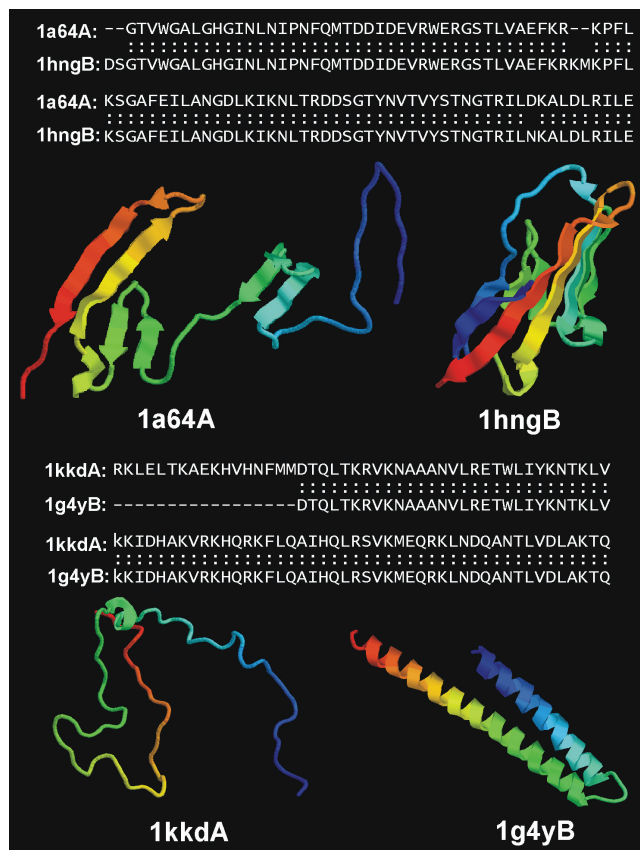 1a64A: --GTVWGALGHGINLNIPNFQMTDDIDEVRWERGSTLVAEFKR--KPFL
:::::::::::::::::::::::::::::::::::::::::  ::::
1hngB: DSGTVWGALGHGINLNIPNFQMTDDIDEVRWERGSTLVAEFKRKMKPFL
1a64A: KSGAFEILANGDLKIKNLTRDDSGTYNVTVYSTNGTRILDKALDLRILE
::::::::::::::::::::::::::::::::::::::: :::::::::
1hngB: KSGAFEILANGDLKIKNLTRDDSGTYNVTVYSTNGTRILNKALDLRILE
1a64A 1hngB
1kkdA: RKLELTKAEKHVHNFMMDTQLTKRVKNAAANVLRETWLIYKNTKLV
:::::::::::::::::::::::::::::
1g4yB: -----------------DTQLTKRVKNAAANVLRETWLIYKNTKLV
1kkdA: kKIDHAKVRKHQRKFLQAIHQLRSVKMEQRKLNDQANTLVDLAKTQ
::::::::::::::::::::::::::::::::::::::::::::::
1g4yB: kKIDHAKVRKHQRKFLQAIHQLRSVKMEQRKLNDQANTLVDLAKTQ
1kkdA 1g4yB